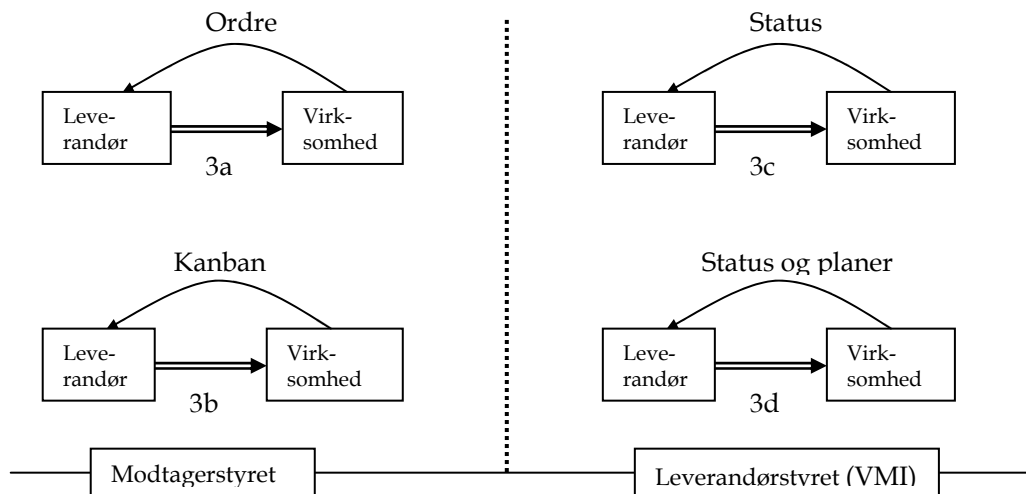 Ordre
Leve-
randør
Virk-
somhed
3a
Kanban
Leve-
randør
Virk-
somhed
3b
Modtagerstyret
Status
Leve-
randør
Virk-
somhed
3c
Status og planer
Leve-
randør
Virk-
somhed
3d
Leverandørstyret (VMI)